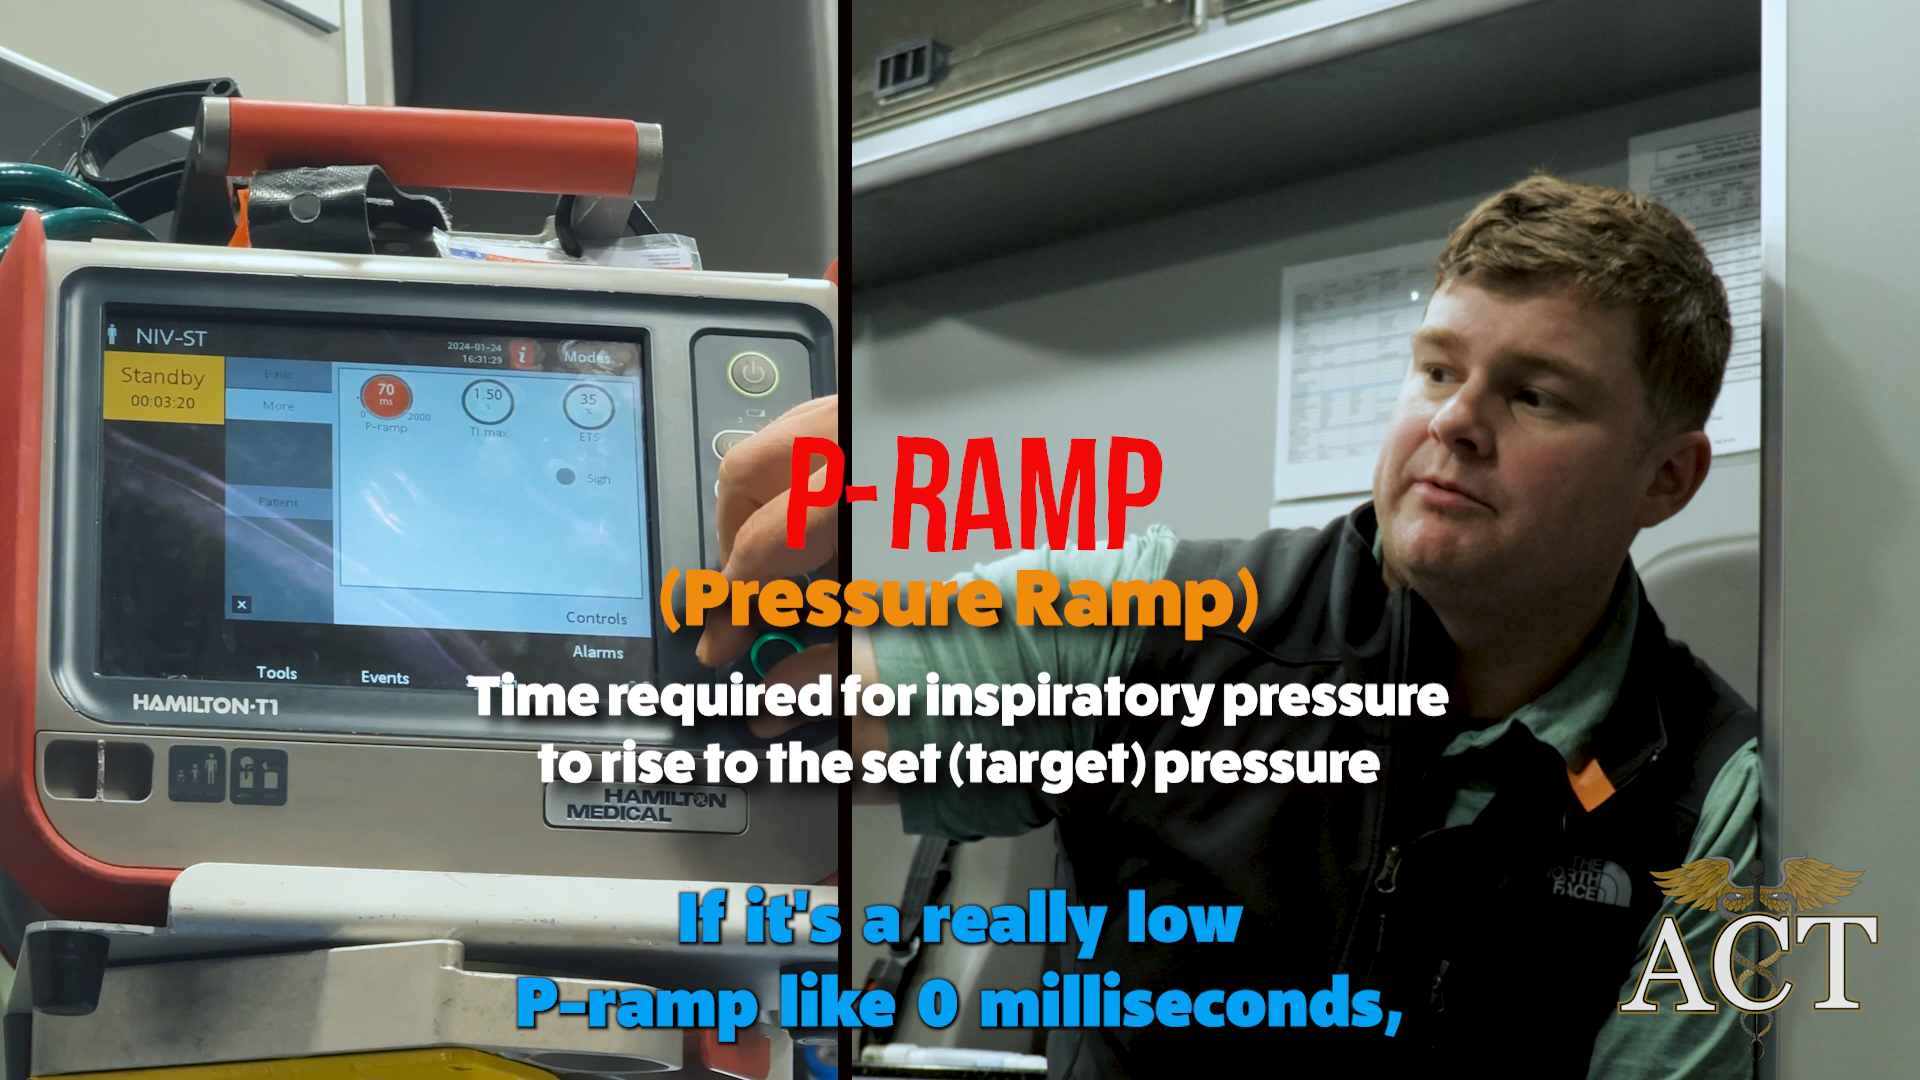 NIV-ST
2024-01-24
16:31:29
i
Modes
Standby
00:03:20
Basic
More
Patient
70
ms
0
2000
P-ramp
1.50
s
TI max
35
%
ETS
Sigh
x
Controls
Alarms
Tools
Events
HAMILTON-T1
HAMILTON
MEDICAL
P-RAMP
(Pressure Ramp)
Time required for inspiratory pressure
to rise to the set (target) pressure
If it's a really low
P-ramp like 0 milliseconds,
THE
NORTH
FACE
ACT